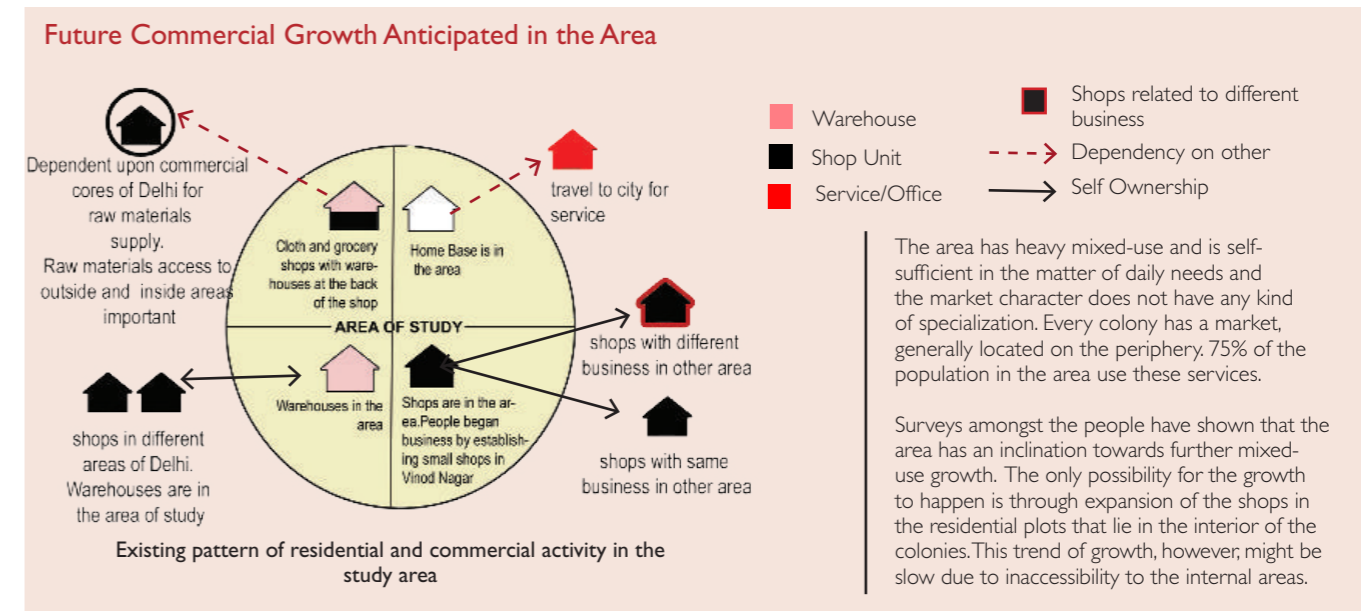 Future Commercial Growth Anticipated in the Area
Dependent upon commercial
cores of Delhi for
raw materials
supply.
Raw materials access to
outside and inside areas
important
Cloth and grocery
shops with ware-
houses at the back
of the shop
Home Base is in
the area
travel to city for
service
AREA OF STUDY
shops with different
business in other area
Warehouses in the
area
Shops are in the ar-
ea.People began
business by establish-
ing small shops in
Vinod Nagar
shops in different
areas of Delhi.
Warehouses are in
the area of study
shops with same
business in other area
Existing pattern of residential and commercial activity in the
study area
Warehouse
Shop Unit
Service/Office
Shops related to different
business
Dependency on other
Self Ownership
The area has heavy mixed-use and is self-
sufficient in the matter of daily needs and
the market character does not have any kind
of specialization. Every colony has a market,
generally located on the periphery. 75% of the
population in the area use these services.
Surveys amongst the people have shown that the
area has an inclination towards further mixed-
use growth. The only possibility for the growth
to happen is through expansion of the shops in
the residential plots that lie in the interior of the
colonies.This trend of growth, however, might be
slow due to inaccessibility to the internal areas.